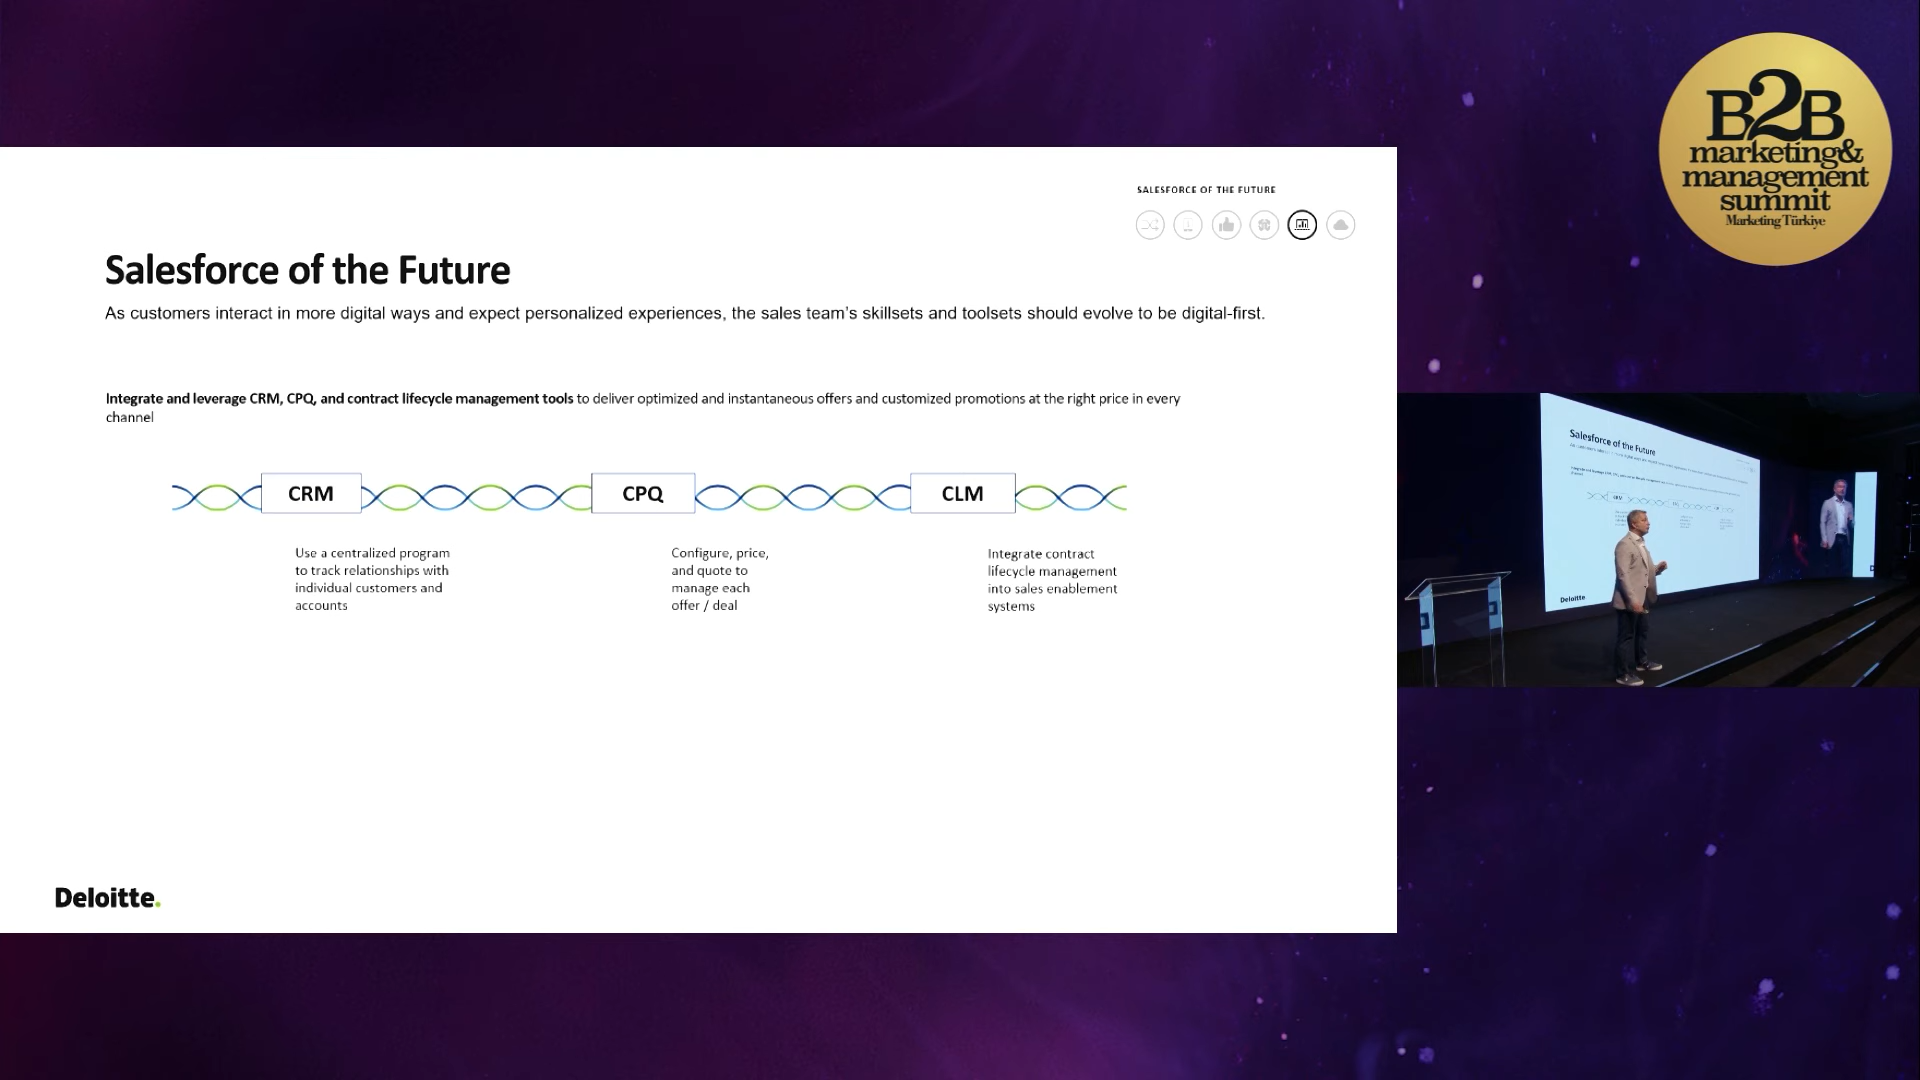 B2B
marketing&
management
summit
Marketing Türkiye
SALESFORCE OF THE FUTURE
Salesforce of the Future
As customers interact in more digital ways and expect personalized experiences, the sales team's skillsets and toolsets should evolve to be digital-first.
Integrate and leverage CRM, CPQ, and contract lifecycle management tools to deliver optimized and instantaneous offers and customized promotions at the right price in every
channel
CRM
CPQ
CLM
Use a centralized program
to track relationships with
individual customers and
accounts
Configure, price,
and quote to
manage each
offer / deal
Integrate contract
lifecycle management
into sales enablement
systems
Deloitte.
Salesforce of the Future
Deloitte